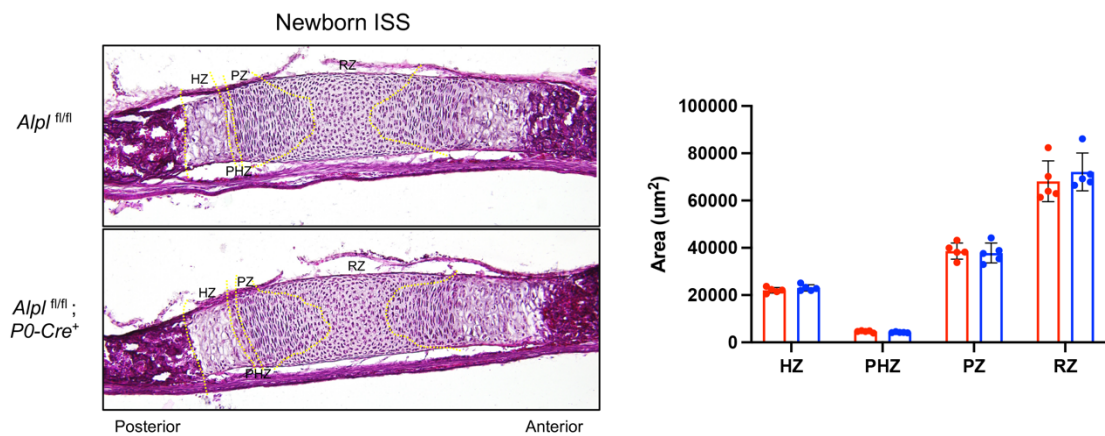 Newborn ISS
Alpl fl/fl
HZ
PZ
RZ
PHZ
Alpl fl/fl ;
P0-Cre+
HZ
PZ
RZ
PHZ
Posterior
Anterior
Area (um²)
100000
80000
60000
40000
20000
0
HZ
PHZ
PZ
RZ